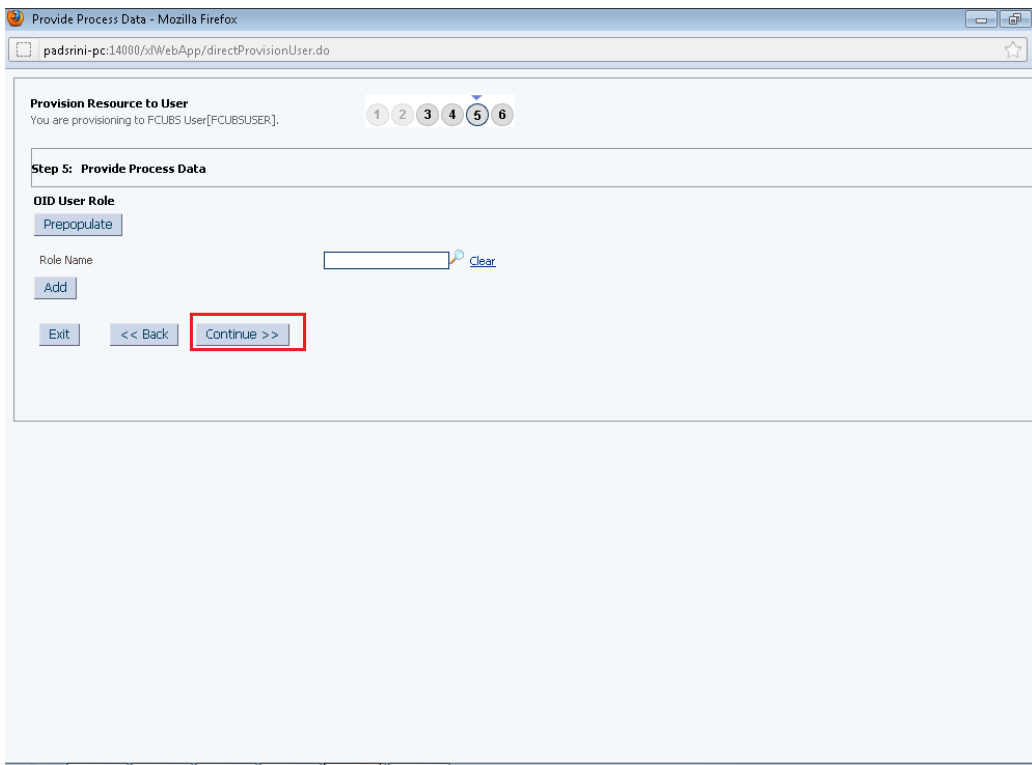 Provide Process Data - Mozilla Firefox
padsrini-pc:14000/xlWebApp/directProvisionUser.do
Provision Resource to User
You are provisioning to FCUBS User[FCUBSUSER].
1 2 3 4 5 6
Step 5: Provide Process Data
OID User Role
Prepopulate
Role Name Clear
Add
Exit << Back Continue >>